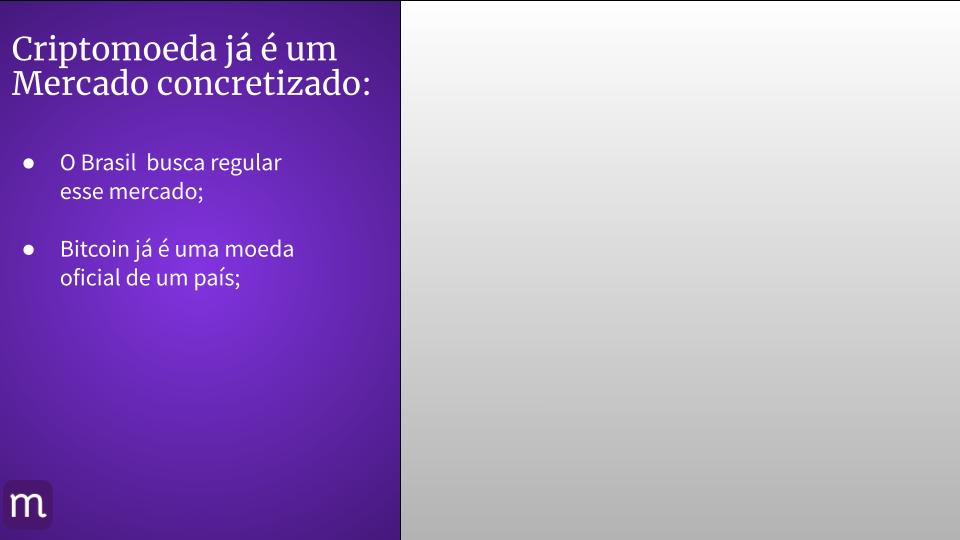 Criptomoeda já é um
Mercado concretizado:
● O Brasil  busca regular
esse mercado;
● Bitcoin já é uma moeda
oficial de um país;
m